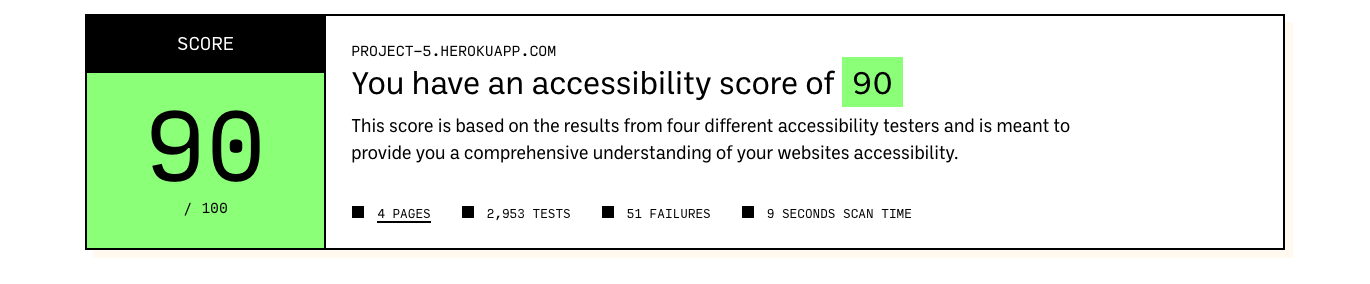 SCORE
90
/ 100
PROJECT-5.HEROKUAPP.COM
You have an accessibility score of 90
This score is based on the results from four different accessibility testers and is meant to
provide you a comprehensive understanding of your websites accessibility.
4 PAGES 2,953 TESTS 51 FAILURES 9 SECONDS SCAN TIME